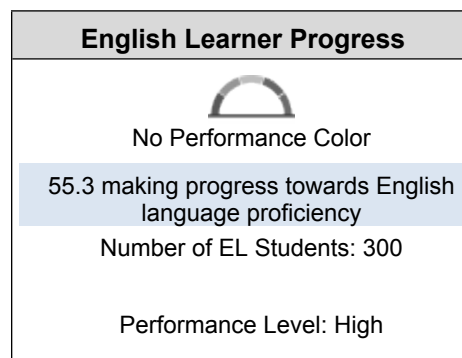 English Learner Progress
No Performance Color
55.3 making progress towards English
language proficiency
Number of EL Students: 300
Performance Level: High